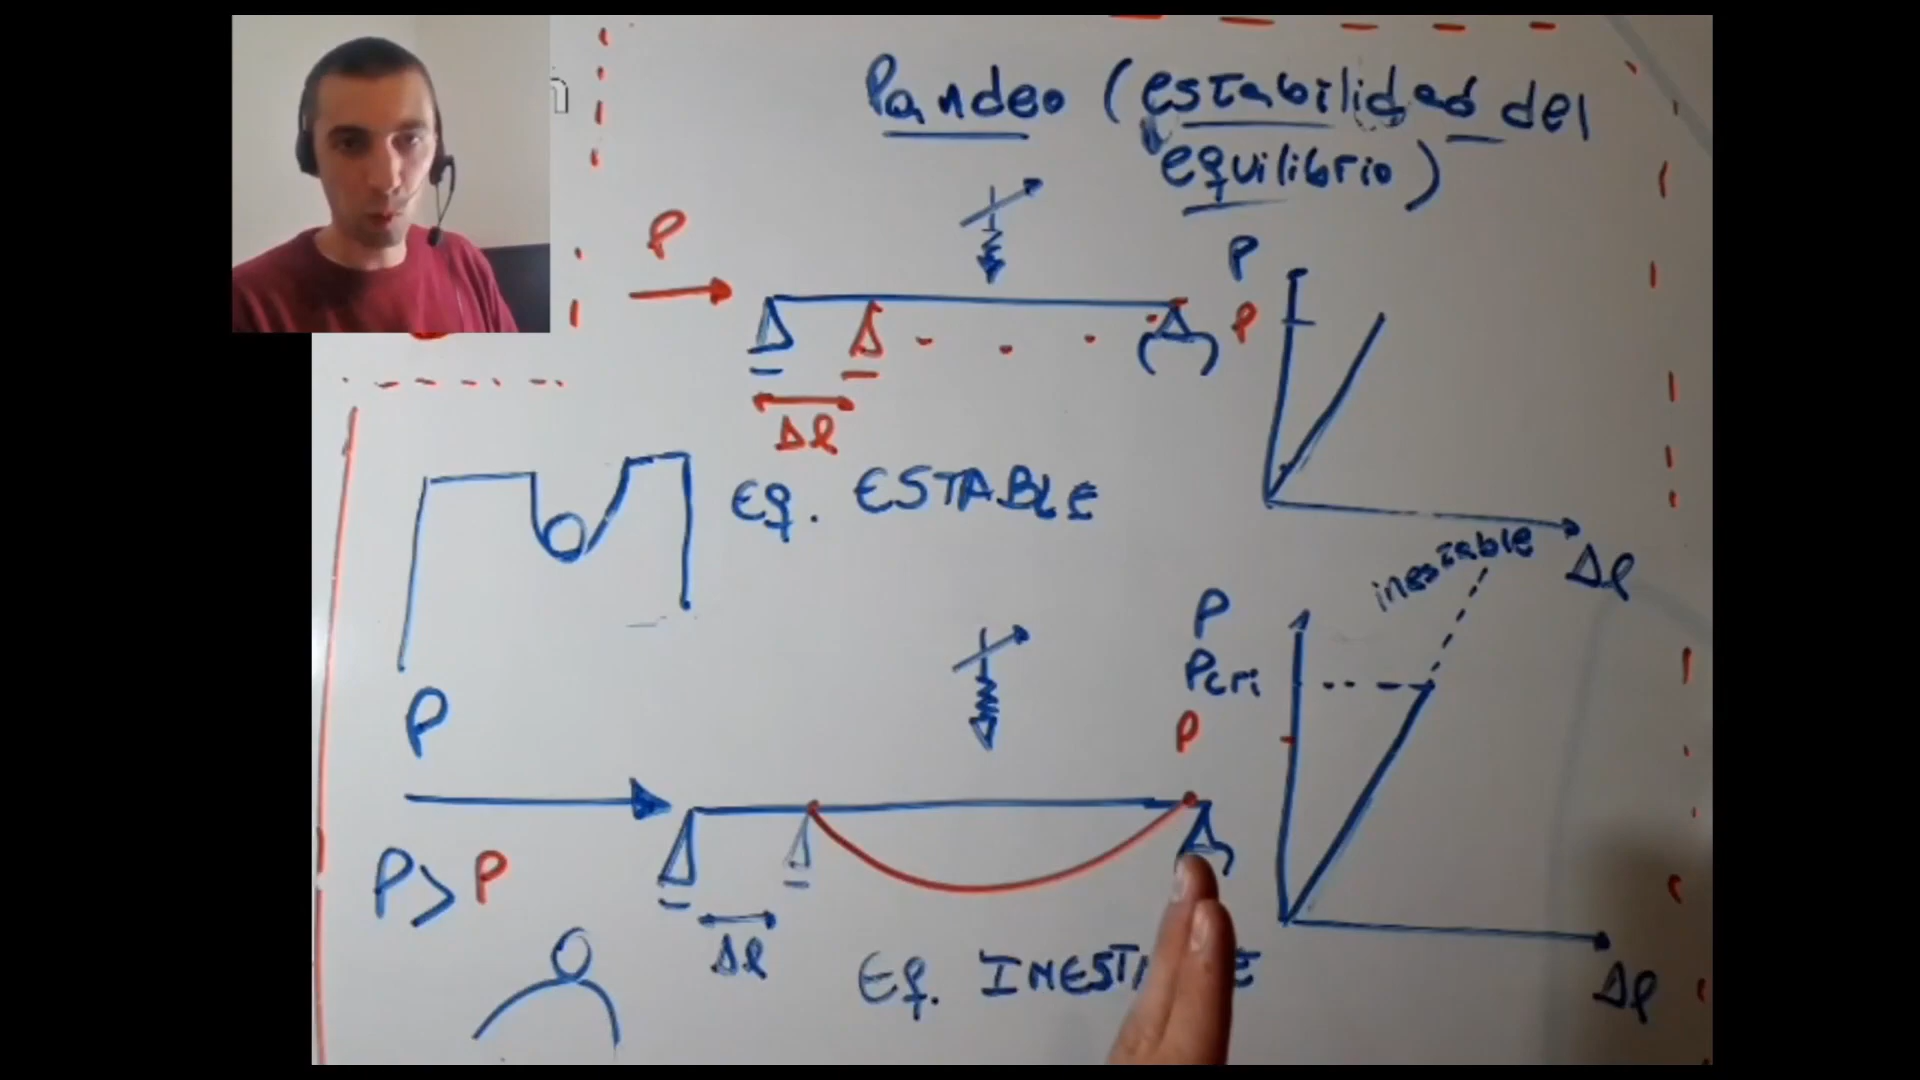 Pandeo (estabilidad del
equilibrio)
P
P
P
Δl
Eq. ESTABLE
Δl
inestable
P
P
Pcri
P
P > P
Δl
Eq. INEST
Δl